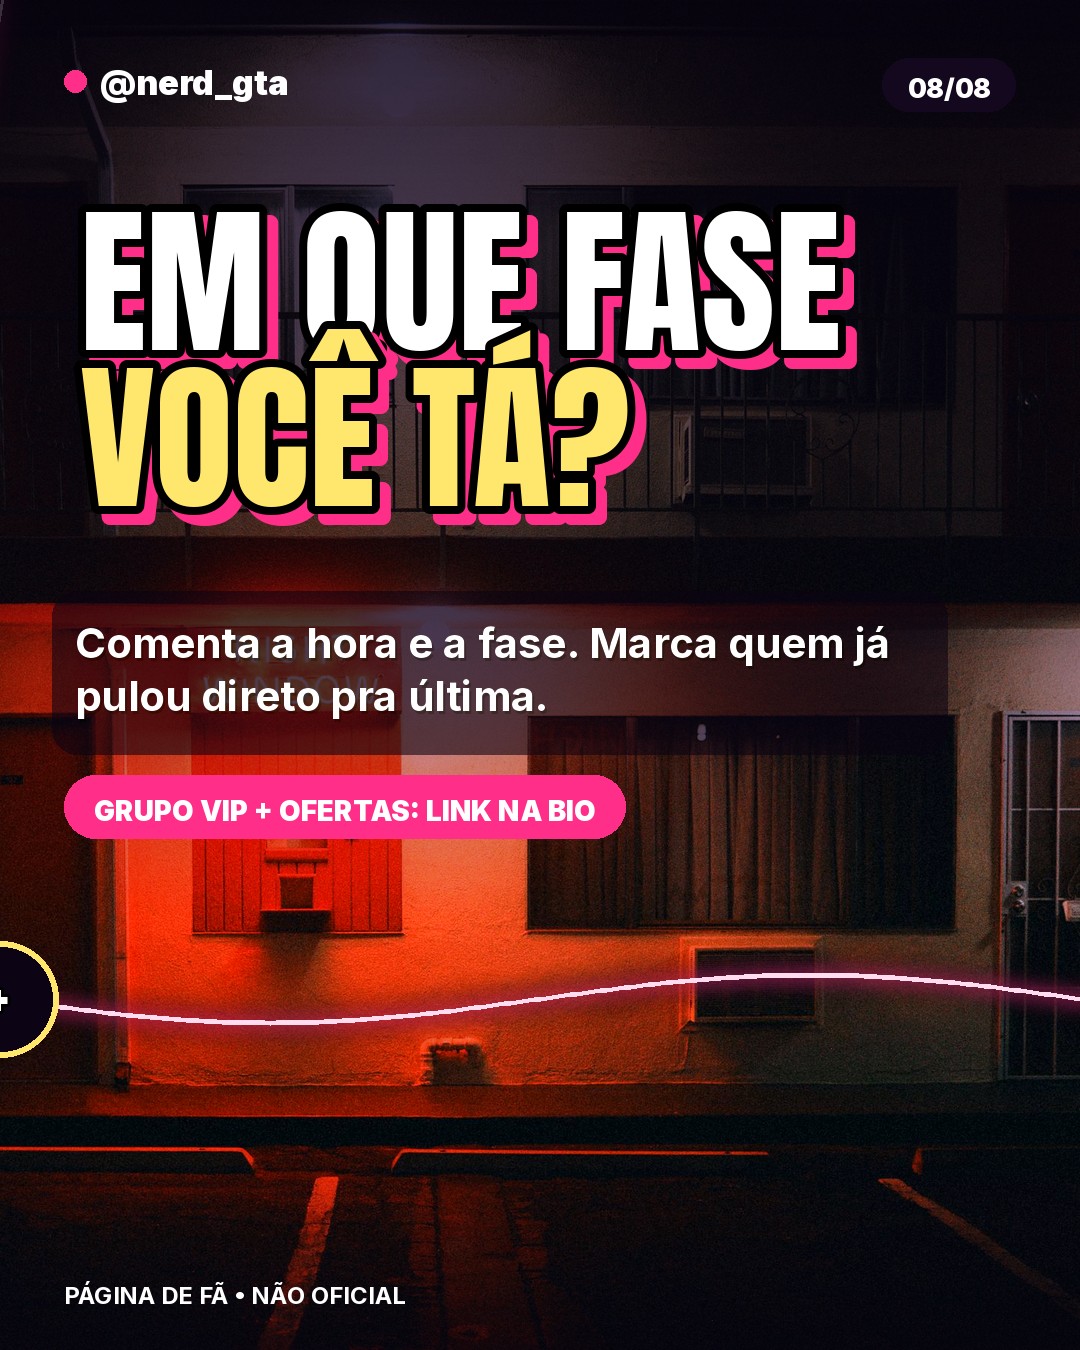 @nerd_gta
08/08
EM QUE FASE
VOCÊ TÁ?
Comenta a hora e a fase. Marca quem já
pulou direto pra última.
GRUPO VIP + OFERTAS: LINK NA BIO
PÁGINA DE FÃ • NÃO OFICIAL